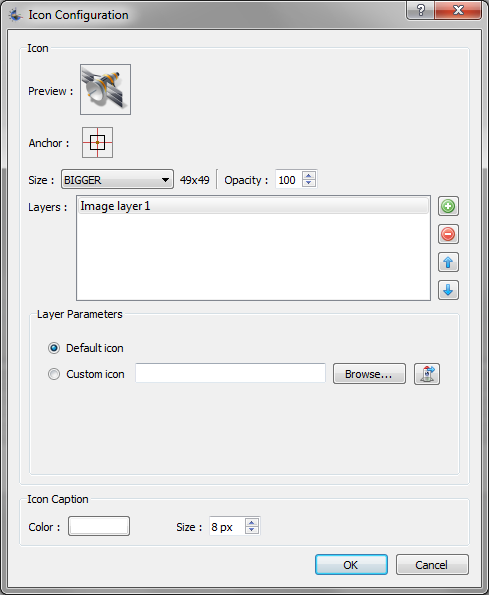 Icon Configuration
?
Icon
Preview :
Anchor :
Size : BIGGER 49x49 Opacity : 100
Layers : Image layer 1
Layer Parameters
Default icon
Custom icon Browse...
Icon Caption
Color : Size : 8 px
OK Cancel